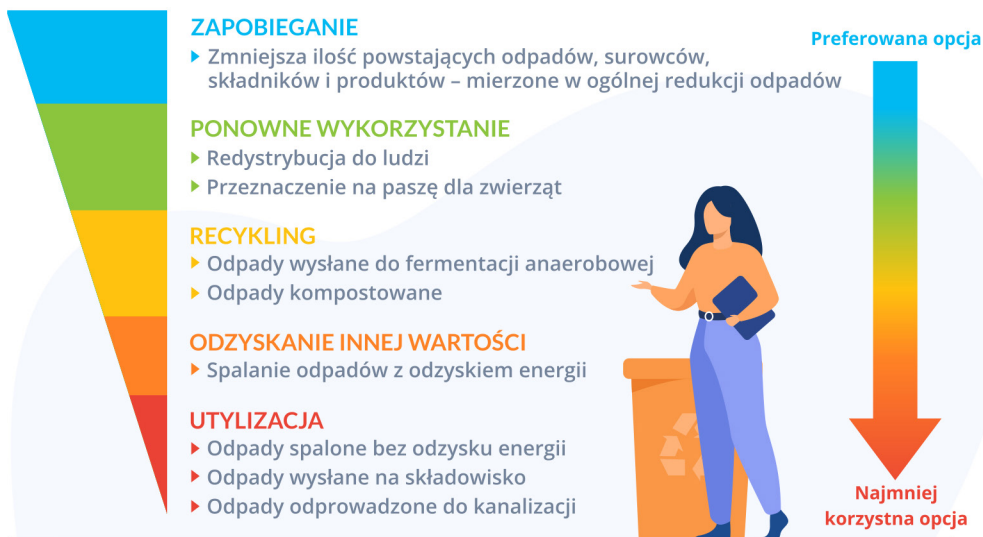 ZAPOBIEGANIE
Zmniejsza ilość powstających odpadów, surowców,
składników i produktów – mierzone w ogólnej redukcji odpadów
Preferowana opcja
PONOWNE WYKORZYSTANIE
Redystrybucja do ludzi
Przeznaczenie na paszę dla zwierząt
RECYKLING
Odpady wysłane do fermentacji anaerobowej
Odpady kompostowane
ODZYSKANIE INNEJ WARTOŚCI
Spalanie odpadów z odzyskiem energii
UTYLIZACJA
Odpady spalone bez odzysku energii
Odpady wysłane na składowisko
Odpady odprowadzone do kanalizacji
Najmniej
korzystna opcja